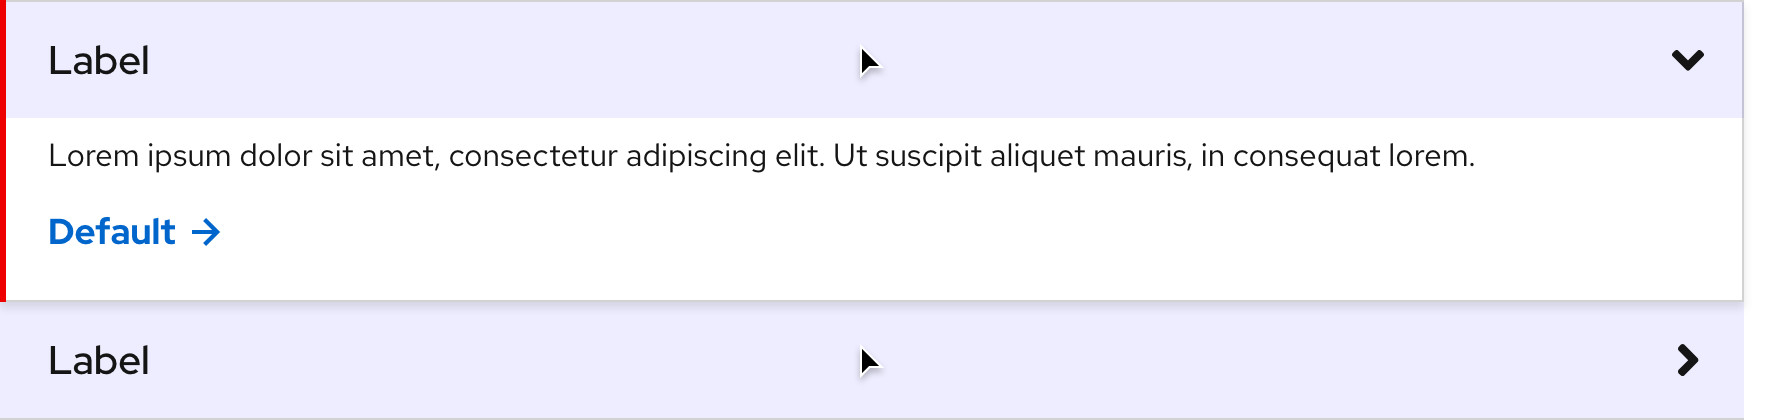 Label
Lorem ipsum dolor sit amet, consectetur adipiscing elit. Ut suscipit aliquet mauris, in consequat lorem.
Default →
Label